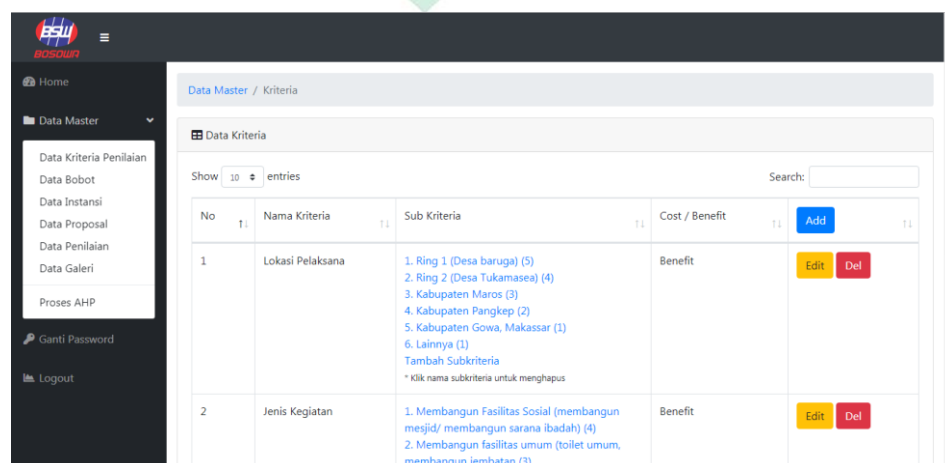 BSW
BOSOWA
Home
Data Master
Data Kriteria Penilaian
Data Bobot
Data Instansi
Data Proposal
Data Penilaian
Data Galeri
Proses AHP
Ganti Password
Logout
Data Master / Kriteria
Data Kriteria
Show 10 entries
Search:
No Nama Kriteria Sub Kriteria Cost / Benefit Add
1 Lokasi Pelaksana 1. Ring 1 (Desa baruga) (5) Benefit Edit Del
2. Ring 2 (Desa Tukamasea) (4)
3. Kabupaten Maros (3)
4. Kabupaten Pangkep (2)
5. Kabupaten Gowa, Makassar (1)
6. Lainnya (1)
Tambah Subkriteria
* Klik nama subkriteria untuk menghapus
2 Jenis Kegiatan 1. Membangun Fasilitas Sosial (membangun Benefit Edit Del
mesjid/ membangun sarana ibadah) (4)
2. Membangun fasilitas umum (toilet umum,
membangun jembatan (3)